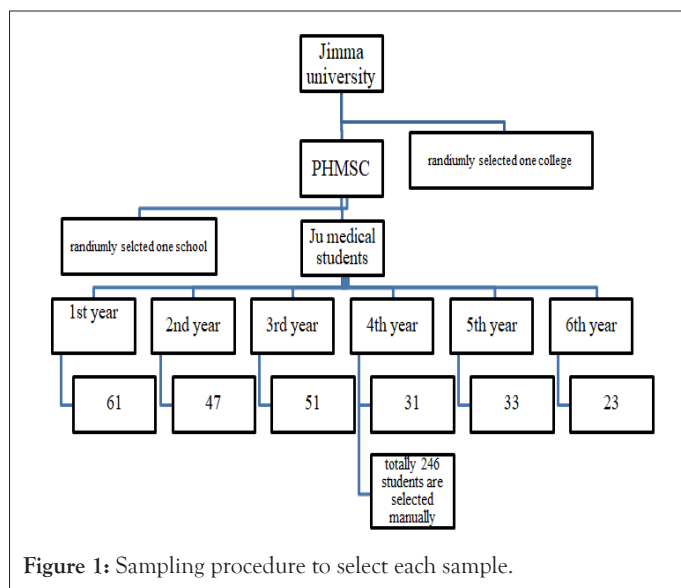 Jimma
university
PHMSC
randiumly selected one college
randiumly selcted one school
Ju medical
students
1st year
2nd year
3rd year
4th year
5th year
6th year
61
47
51
31
33
23
totally 246
students are
selected
manually
Figure 1: Sampling procedure to select each sample.